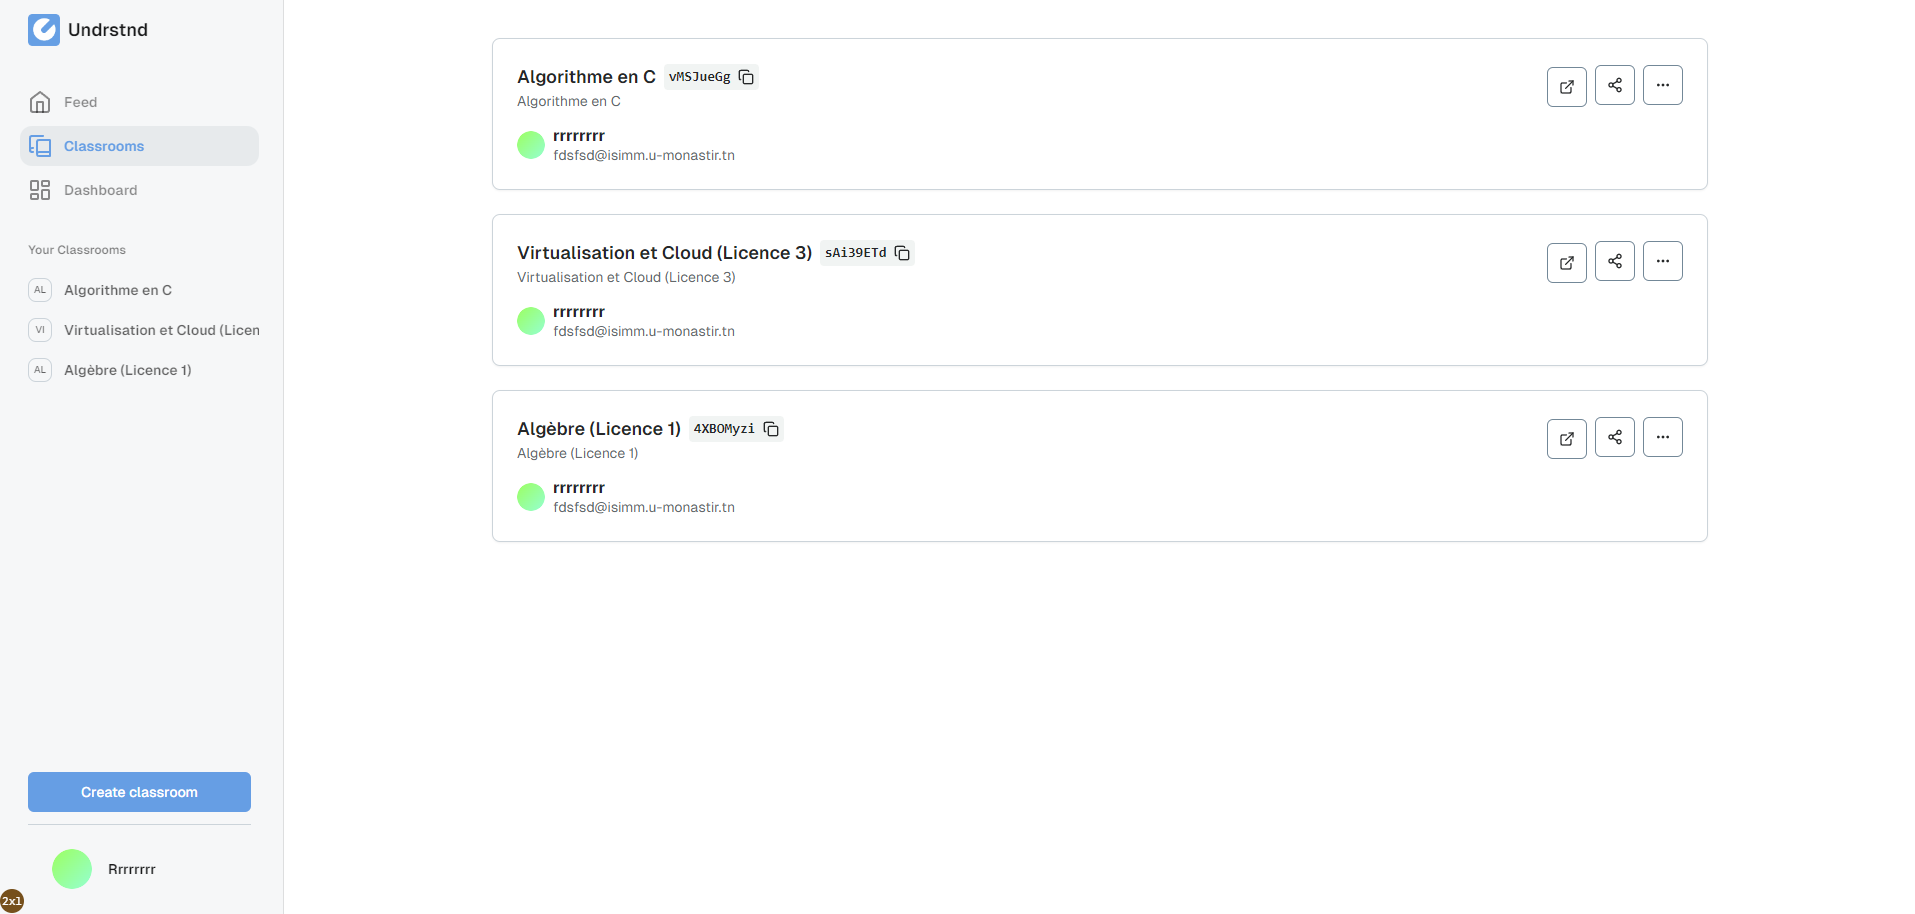 Undrstnd
Feed
Classrooms
Dashboard
Your Classrooms
AL Algorithme en C
VI Virtualisation et Cloud (Licen
AL Algèbre (Licence 1)
Create classroom
Rrrrrrrr
2x1
Algorithme en C vMSJueGg
Algorithme en C
rrrrrrrr
fdsfsd@isimm.u-monastir.tn
Virtualisation et Cloud (Licence 3) sAi39ETd
Virtualisation et Cloud (Licence 3)
rrrrrrrr
fdsfsd@isimm.u-monastir.tn
Algèbre (Licence 1) 4XBOMyzi
Algèbre (Licence 1)
rrrrrrrr
fdsfsd@isimm.u-monastir.tn